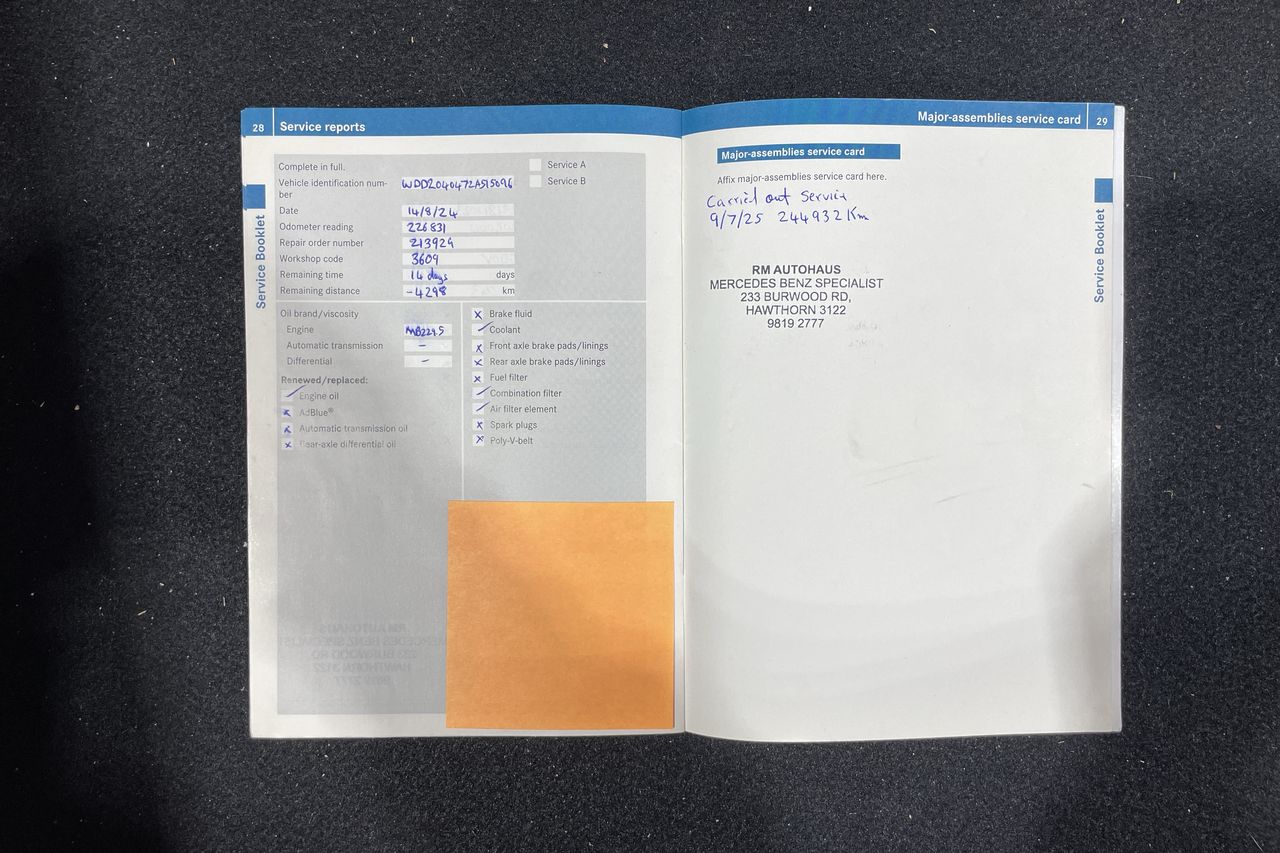 28 Service reports
Complete in full.
Service A
Service B
Vehicle identification num-
ber WDD2040472A515096
Date 14/8/24
Odometer reading 226831
Repair order number 213924
Workshop code 3609
Remaining time 14 days days
Remaining distance -4298 km
Oil brand/viscosity
Engine MB229.5
Automatic transmission -
Differential -
Renewed/replaced:
Engine oil
AdBlue®
Automatic transmission oil
Rear-axle differential oil
Brake fluid
Coolant
Front axle brake pads/linings
Rear axle brake pads/linings
Fuel filter
Combination filter
Air filter element
Spark plugs
Poly-V-belt
Service Booklet
Major-assemblies service card 29
Major-assemblies service card
Affix major-assemblies service card here.
Carried out Service
9/7/25 244932 Km
RM AUTOHAUS
MERCEDES BENZ SPECIALIST
233 BURWOOD RD,
HAWTHORN 3122
9819 2777
Service Booklet